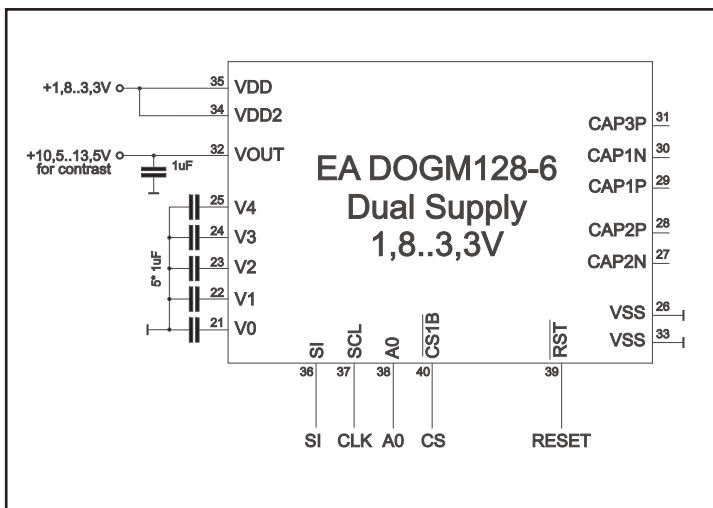 +1,8..3,3V
35 VDD
34 VDD2
+10,5..13,5V
for contrast
32 VOUT
1uF
25 V4
24 V3
23 V2
22 V1
21 V0
5* 1uF
EA DOGM128-6
Dual Supply
1,8..3,3V
CAP3P 31
CAP1N 30
CAP1P 29
CAP2P 28
CAP2N 27
VSS 26
VSS 33
SI SCL A0 CS1B RST
36 37 38 40 39
SI CLK A0 CS RESET